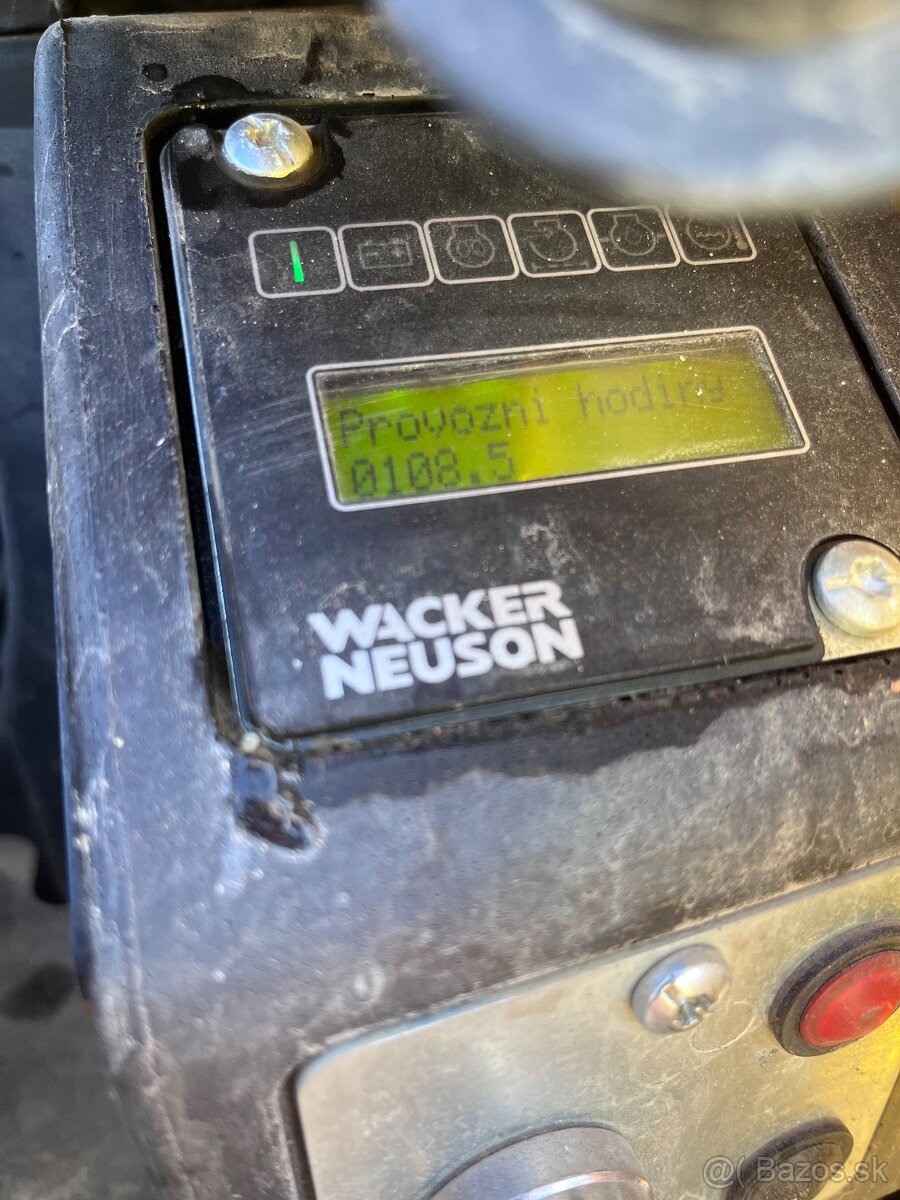 Provozni hodiny
0108.5
WACKER
NEUSON
@( Bazos.sk